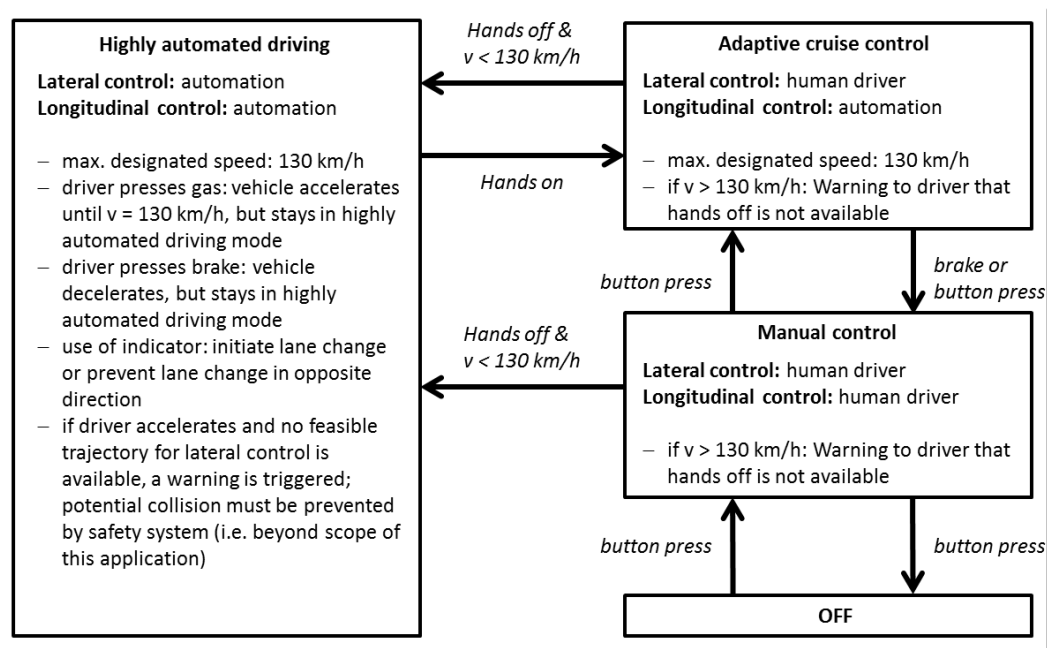 Highly automated driving
Lateral control: automation
Longitudinal control: automation
– max. designated speed: 130 km/h
– driver presses gas: vehicle accelerates
until v = 130 km/h, but stays in highly
automated driving mode
– driver presses brake: vehicle
decelerates, but stays in highly
automated driving mode
– use of indicator: initiate lane change
or prevent lane change in opposite
direction
– if driver accelerates and no feasible
trajectory for lateral control is
available, a warning is triggered;
potential collision must be prevented
by safety system (i.e. beyond scope of
this application)
Hands off &
v < 130 km/h
Hands on
Adaptive cruise control
Lateral control: human driver
Longitudinal control: automation
– max. designated speed: 130 km/h
– if v > 130 km/h: Warning to driver that
hands off is not available
button press
brake or
button press
Hands off &
v < 130 km/h
Manual control
Lateral control: human driver
Longitudinal control: human driver
– if v > 130 km/h: Warning to driver that
hands off is not available
button press
button press
OFF